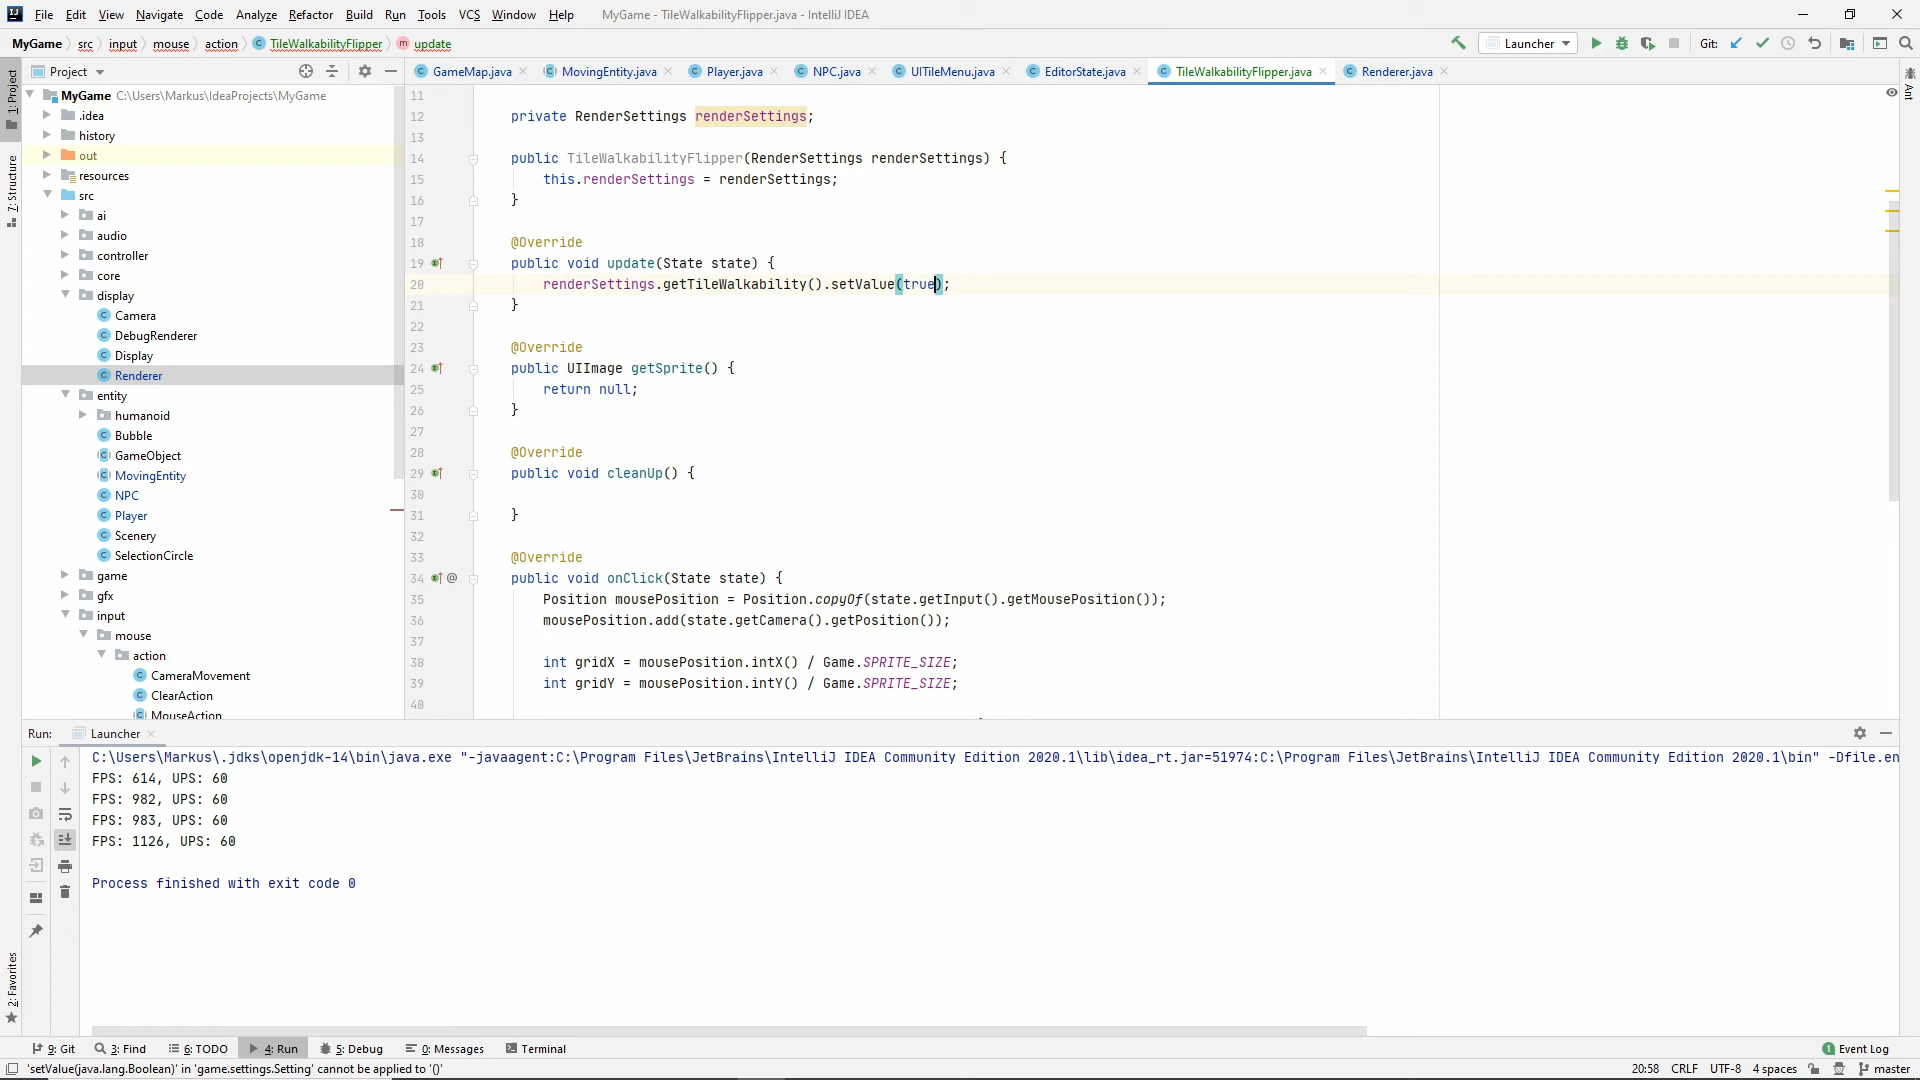 File Edit View Navigate Code Analyze Refactor Build Run Tools VCS Window Help MyGame - TileWalkabilityFlipper.java - IntelliJ IDEA
MyGame src input mouse action TileWalkabilityFlipper update
Launcher Git:
Project
GameMap.java MovingEntity.java Player.java NPC.java UITileMenu.java EditorState.java TileWalkabilityFlipper.java Renderer.java
1: Project
7: Structure
2: Favorites
Ant
MyGame C:\Users\Markus\IdeaProjects\MyGame
.idea
history
out
resources
src
ai
audio
controller
core
display
Camera
DebugRenderer
Display
Renderer
entity
humanoid
Bubble
GameObject
MovingEntity
NPC
Player
Scenery
SelectionCircle
game
gfx
input
mouse
action
CameraMovement
ClearAction
MouseAction
11
12 private RenderSettings renderSettings;
13
14 public TileWalkabilityFlipper(RenderSettings renderSettings) {
15 this.renderSettings = renderSettings;
16 }
17
18 @Override
19 public void update(State state) {
20 renderSettings.getTileWalkability().setValue(true);
21 }
22
23 @Override
24 public UIImage getSprite() {
25 return null;
26 }
27
28 @Override
29 public void cleanUp() {
30
31 }
32
33 @Override
34 @ public void onClick(State state) {
35 Position mousePosition = Position.copyOf(state.getInput().getMousePosition());
36 mousePosition.add(state.getCamera().getPosition());
37
38 int gridX = mousePosition.intX() / Game.SPRITE_SIZE;
39 int gridY = mousePosition.intY() / Game.SPRITE_SIZE;
40
Run: Launcher
C:\Users\Markus\.jdks\openjdk-14\bin\java.exe "-javaagent:C:\Program Files\JetBrains\IntelliJ IDEA Community Edition 2020.1\lib\idea_rt.jar=51974:C:\Program Files\JetBrains\IntelliJ IDEA Community Edition 2020.1\bin" -Dfile.en
FPS: 614, UPS: 60
FPS: 982, UPS: 60
FPS: 983, UPS: 60
FPS: 1126, UPS: 60
Process finished with exit code 0
9: Git 3: Find 6: TODO 4: Run 5: Debug 0: Messages Terminal 1 Event Log
'setValue(java.lang.Boolean)' in 'game.settings.Setting' cannot be applied to '()' 20:58 CRLF UTF-8 4 spaces master